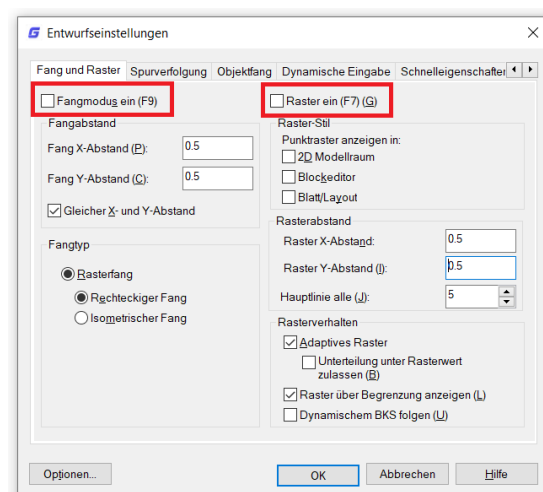 Entwurfseinstellungen
Fang und Raster Spurverfolgung Objektfang Dynamische Eingabe Schnelleigenschaften
Fangmodus ein (F9)
Fangabstand
Fang X-Abstand (P): 0.5
Fang Y-Abstand (C): 0.5
Gleicher X- und Y-Abstand
Fangtyp
Rasterfang
Rechteckiger Fang
Isometrischer Fang
Raster ein (F7) (G)
Raster-Stil
Punktraster anzeigen in:
2D Modellraum
Blockeditor
Blatt/Layout
Rasterabstand
Raster X-Abstand: 0.5
Raster Y-Abstand (I): 0.5
Hauptlinie alle (J): 5
Rasterverhalten
Adaptives Raster
Unterteilung unter Rasterwert
zulassen (B)
Raster über Begrenzung anzeigen (L)
Dynamischem BKS folgen (U)
Optionen... OK Abbrechen Hilfe